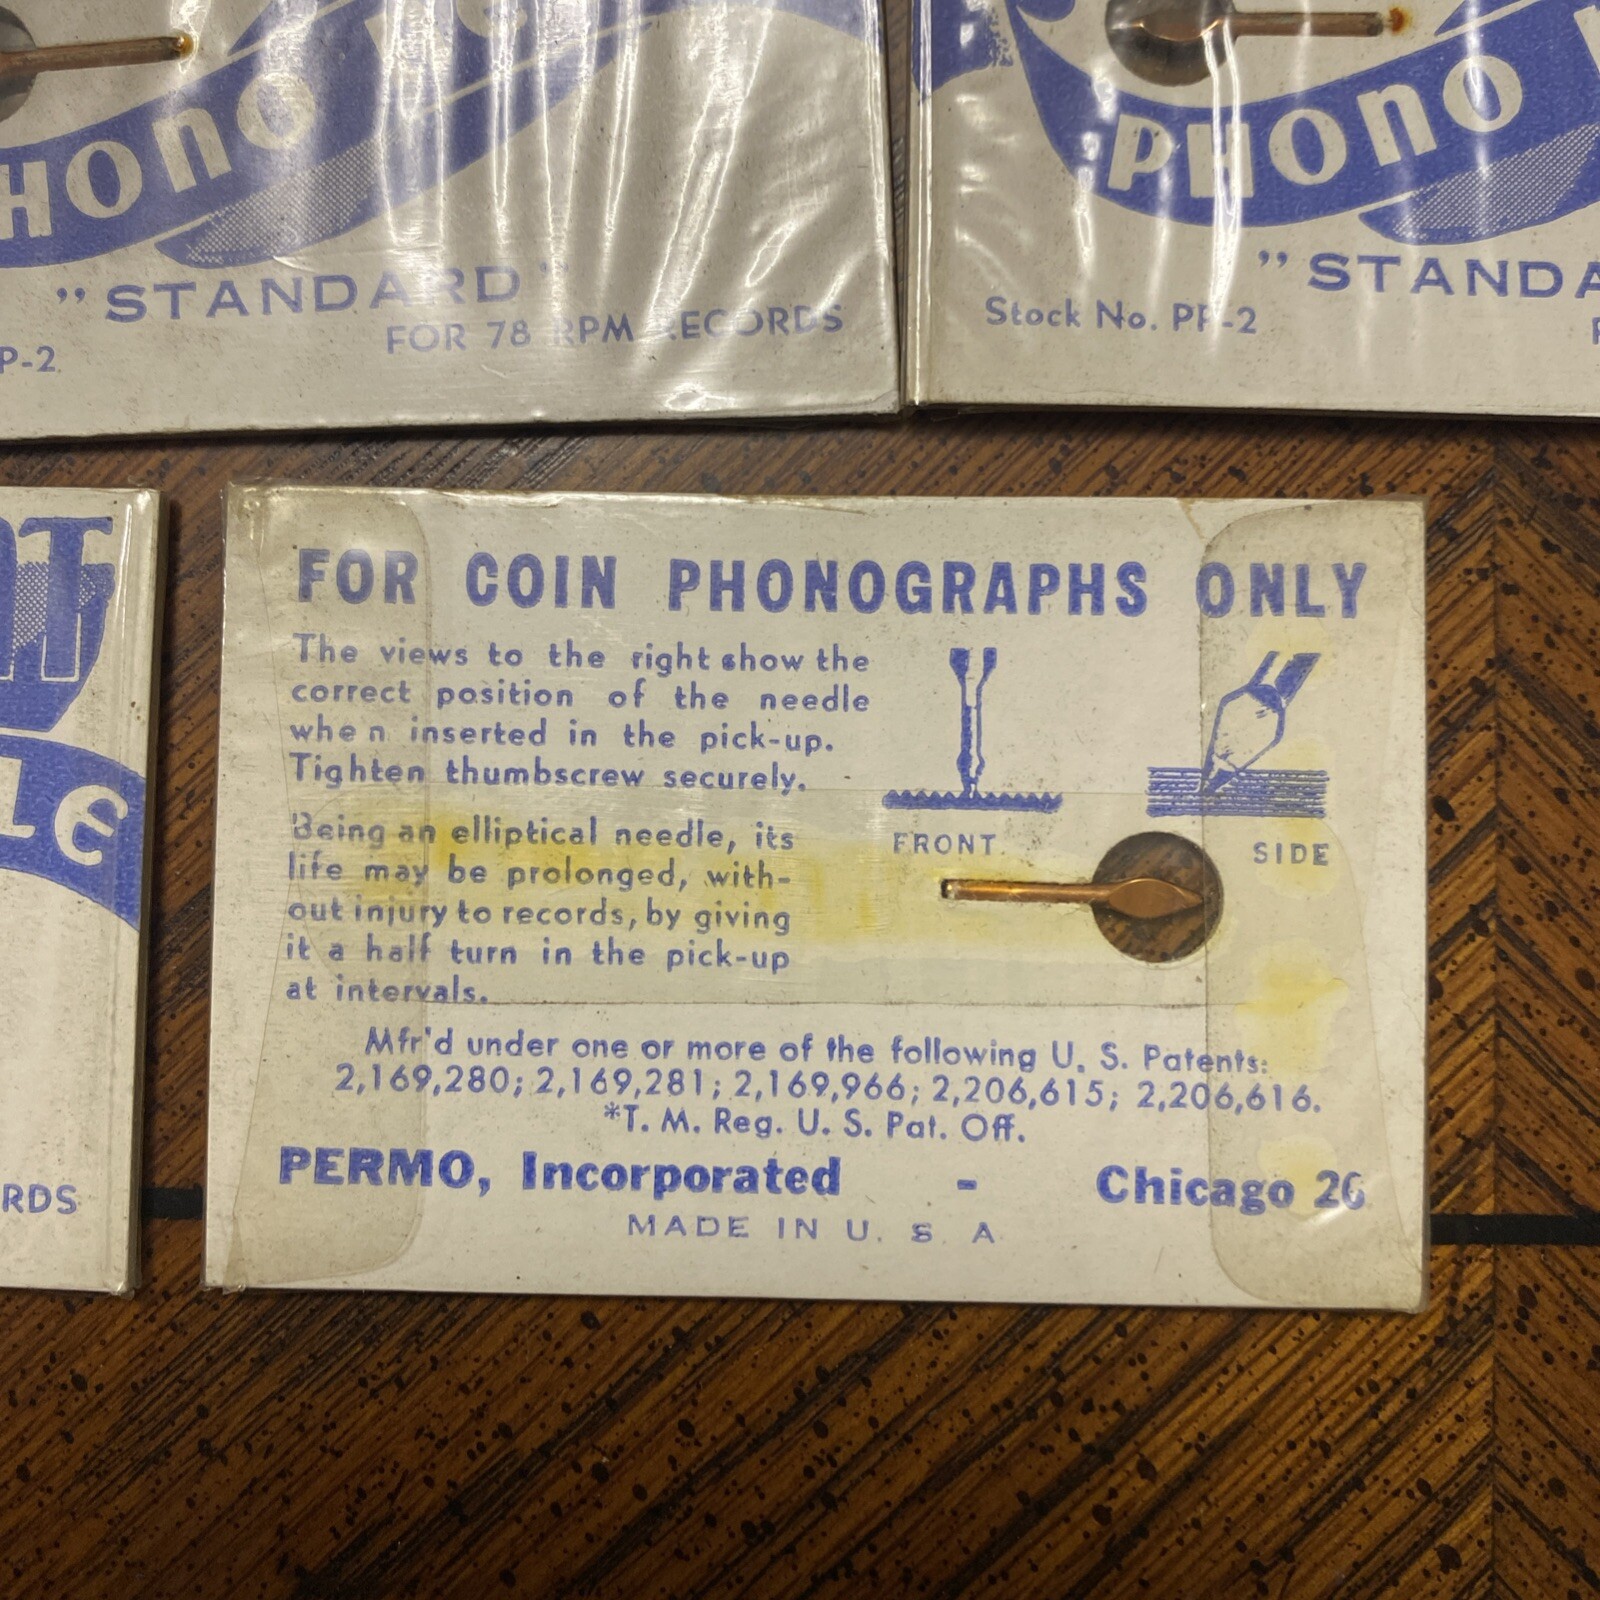 PHONO
"STANDARD"
FOR 78 RPM RECORDS
P-2
PHONO
"STANDA
Stock No. PP-2
FOR COIN PHONOGRAPHS ONLY
The views to the right show the
correct position of the needle
when inserted in the pick-up.
Tighten thumbscrew securely.
Being an elliptical needle, its
life may be prolonged, with-
out injury to records, by giving
it a half turn in the pick-up
at intervals.
FRONT.
SIDE
Mfr'd under one or more of the following U. S. Patents:
2,169,280; 2,169,281; 2,169,966; 2,206,615; 2,206,616.
*T. M. Reg. U. S. Pat. Off.
PERMO, Incorporated - Chicago 26
MADE IN U. S. A
RDS